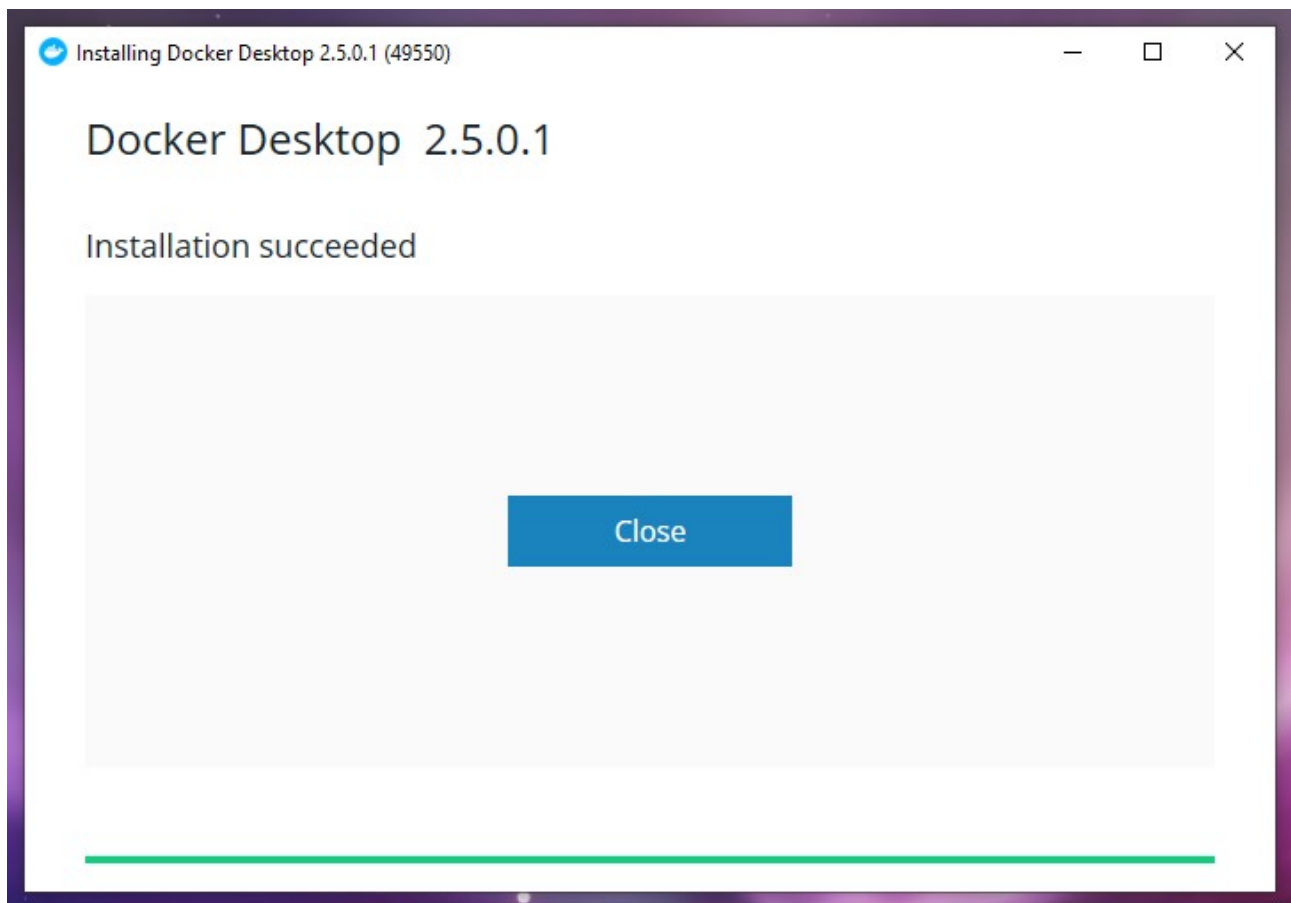 Installing Docker Desktop 2.5.0.1 (49550)
Docker Desktop 2.5.0.1
Installation succeeded
Close